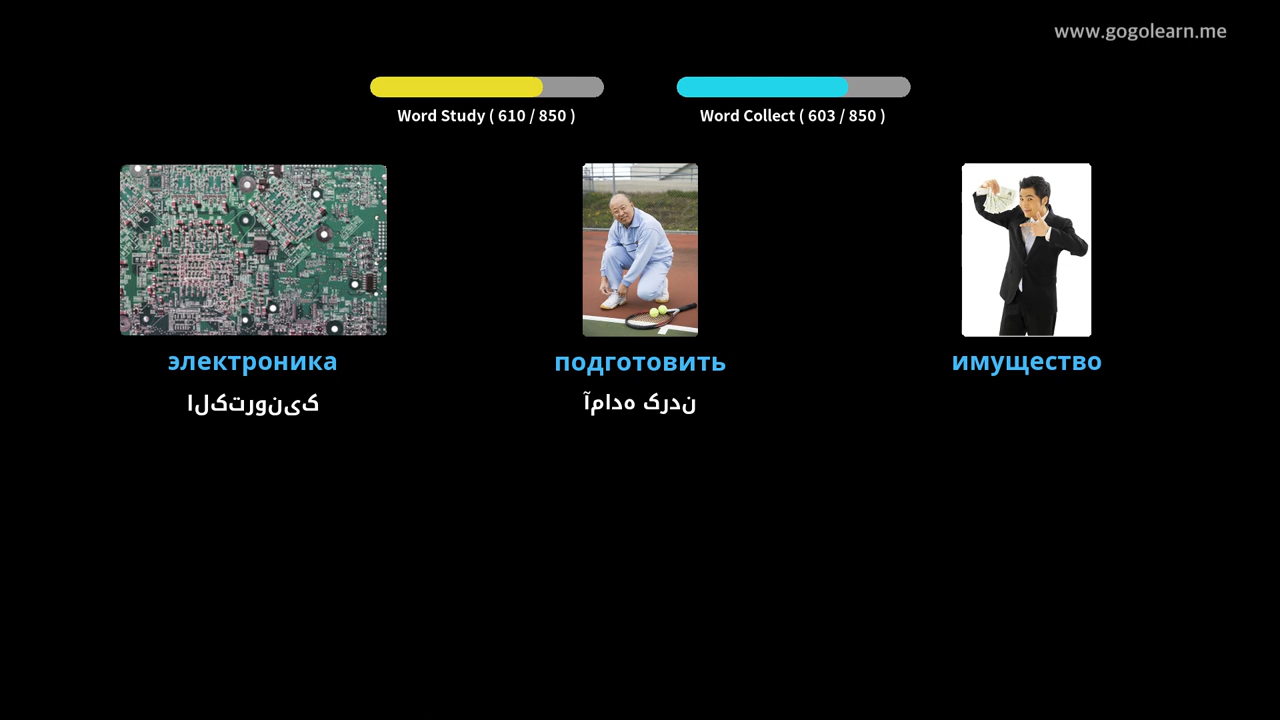 www.gogolearn.me
Word Study ( 610 / 850 )
Word Collect ( 603 / 850 )
электроника
подготовить
имущество
الکترونیک
آماده کردن